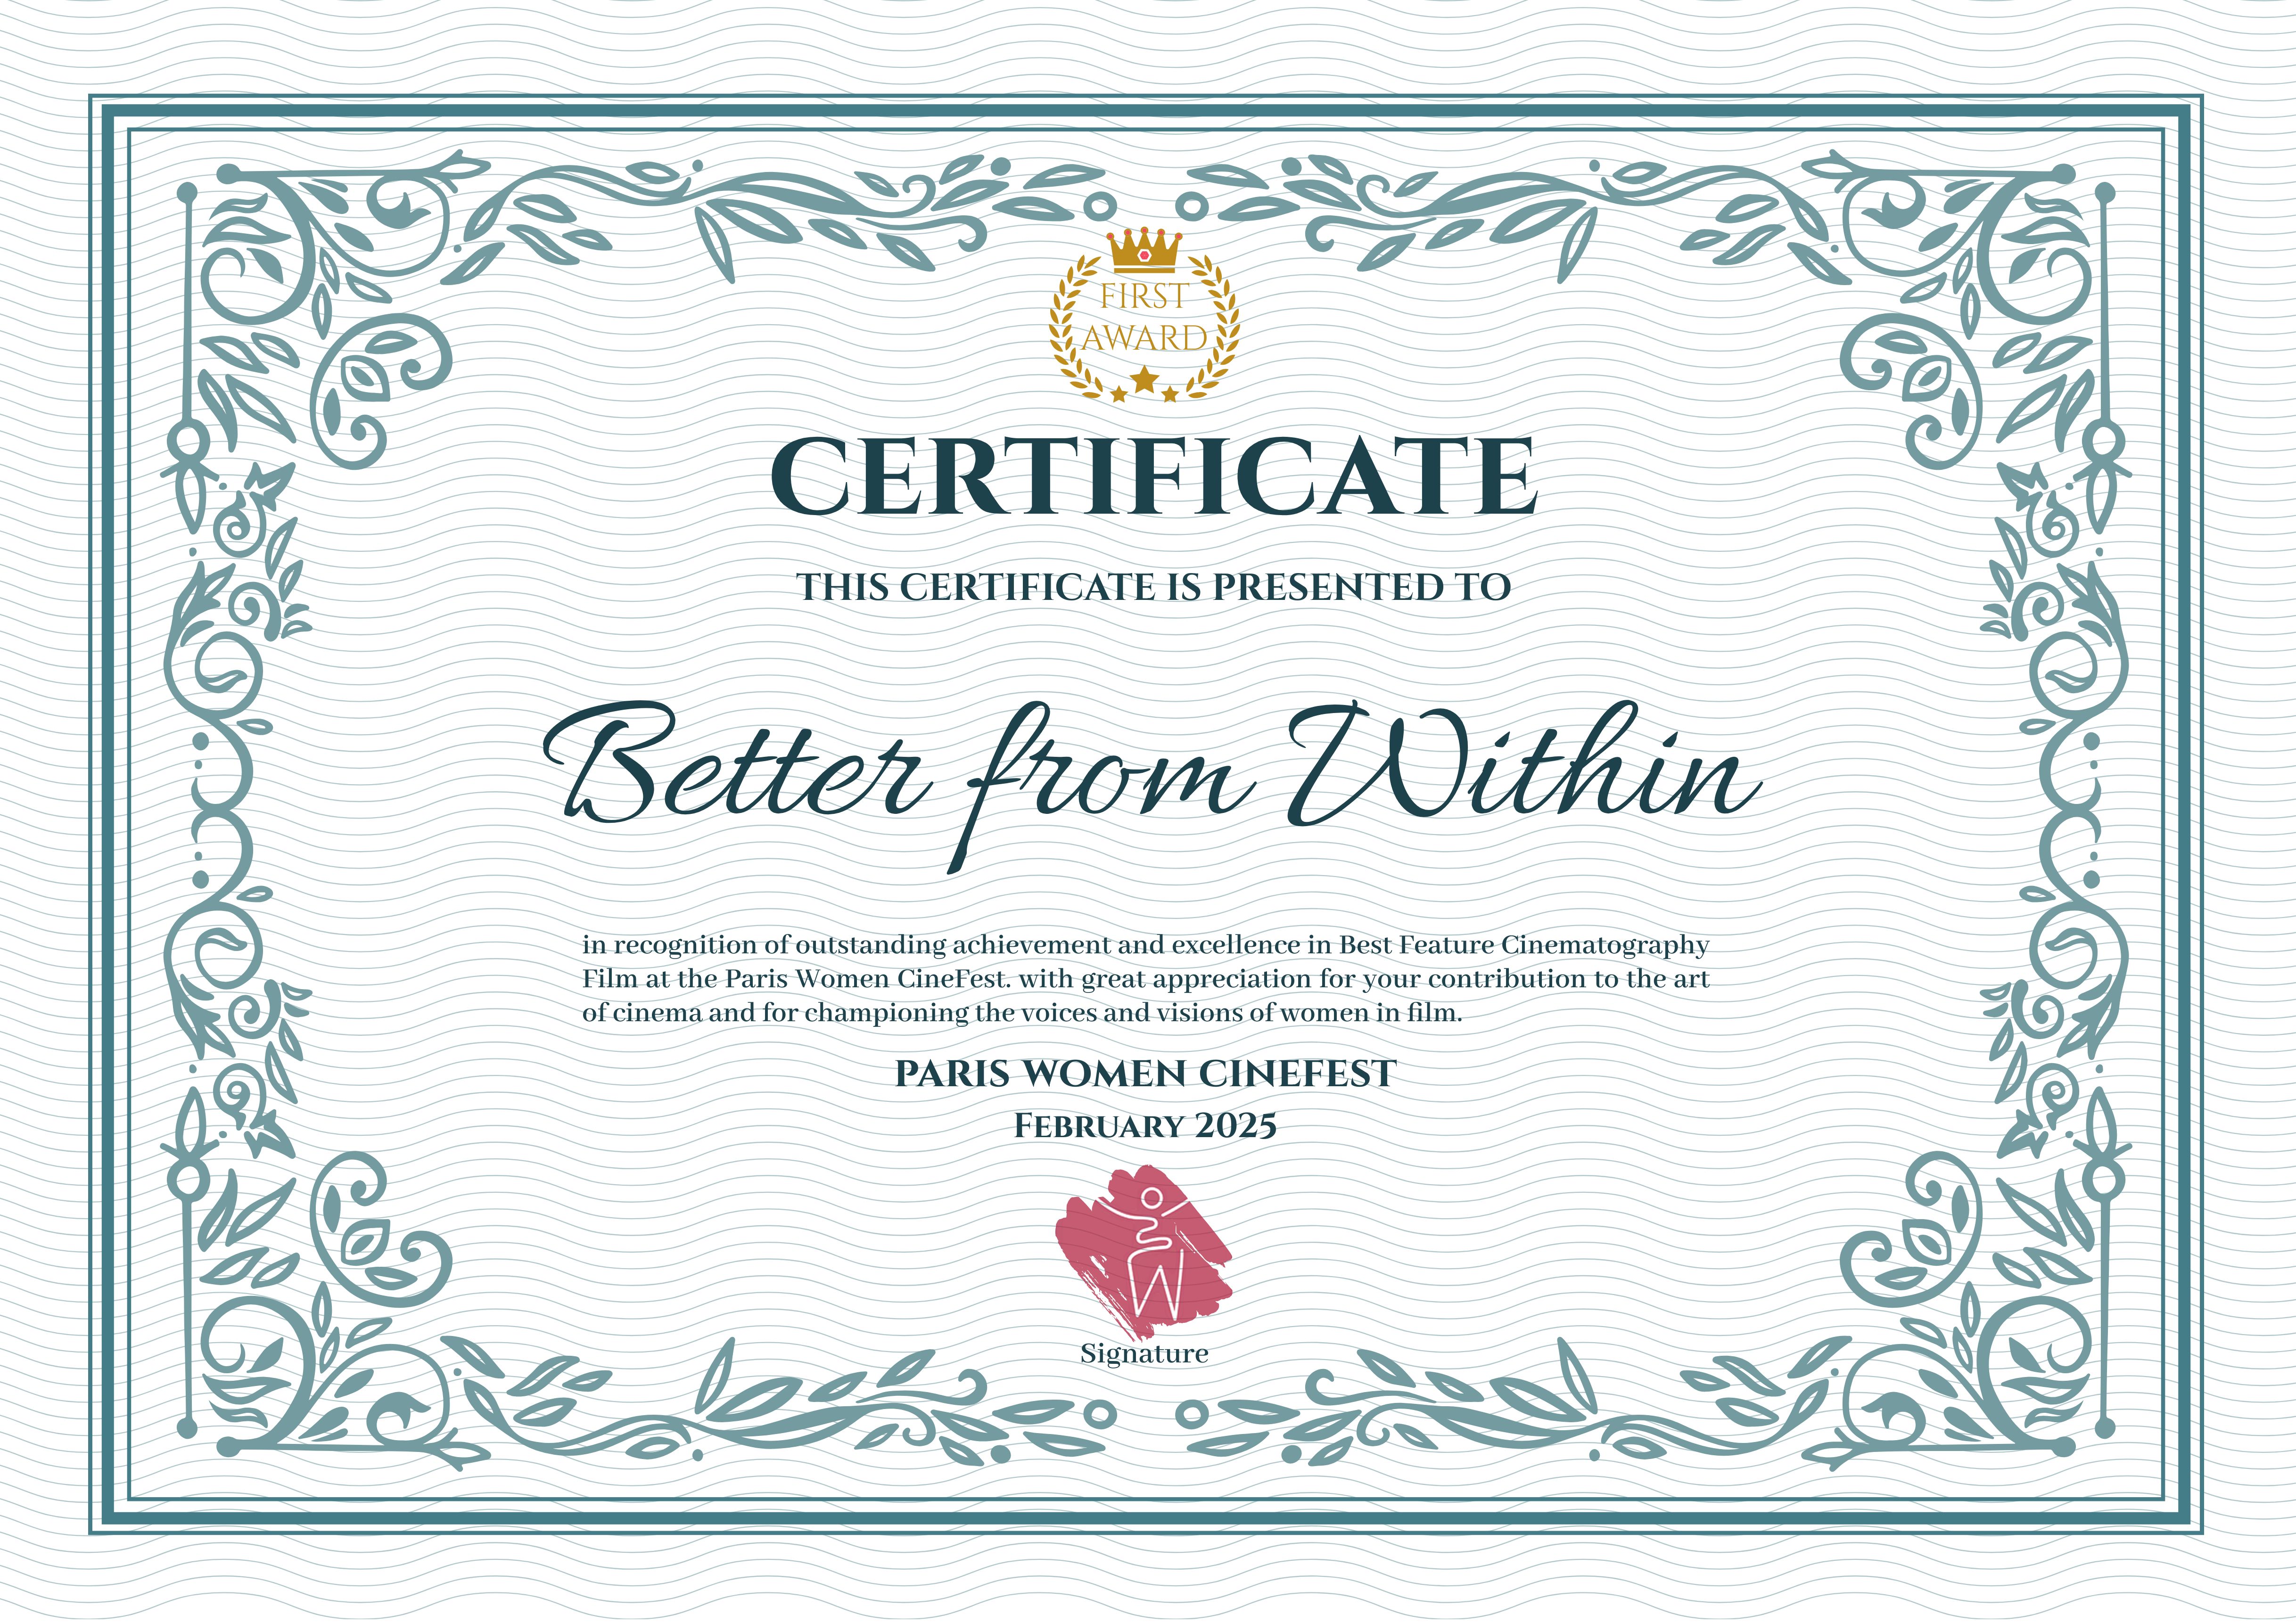 FIRST
AWARD
CERTIFICATE
THIS CERTIFICATE IS PRESENTED TO
Better from Within
in recognition of outstanding achievement and excellence in Best Feature Cinematography
Film at the Paris Women CineFest. with great appreciation for your contribution to the art
of cinema and for championing the voices and visions of women in film.
PARIS WOMEN CINEFEST
FEBRUARY 2025
W
Signature